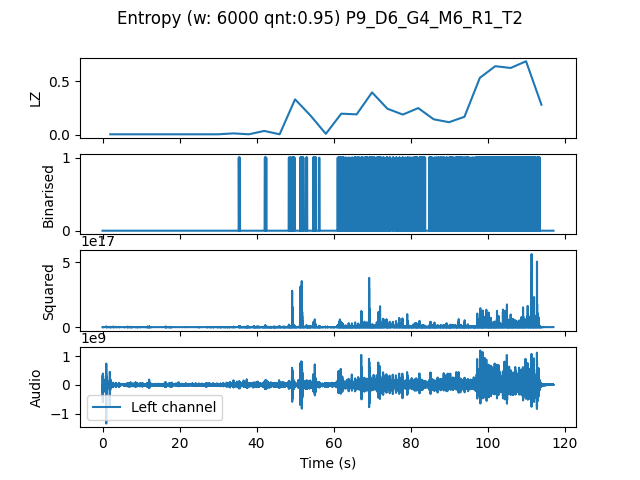 Entropy (w: 6000 qnt:0.95) P9_D6_G4_M6_R1_T2
LZ
0.5
0.0
Binarised
1
0
1e17
Squared
5
0
1e9
Audio
1
0
−1
Left channel
0 20 40 60 80 100 120
Time (s)